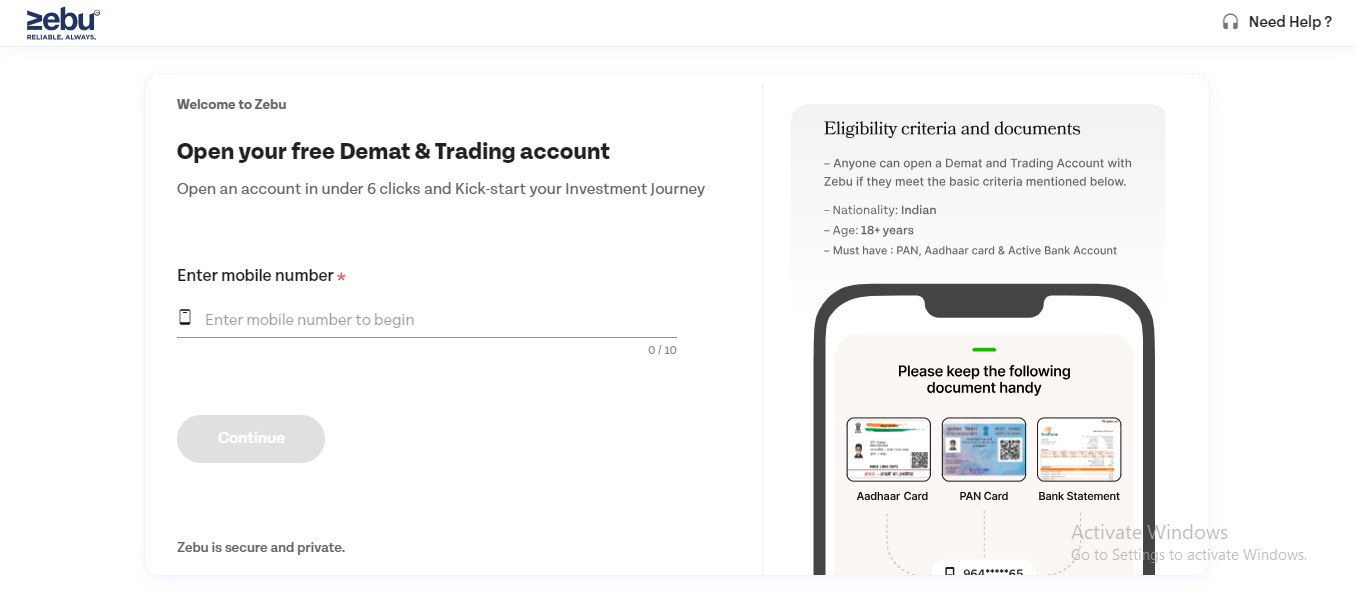 zebu
RELIABLE. ALWAYS.
Need Help ?
Welcome to Zebu
Open your free Demat & Trading account
Open an account in under 6 clicks and Kick-start your Investment Journey
Enter mobile number *
Enter mobile number to begin
0 / 10
Continue
Zebu is secure and private.
Eligibility criteria and documents
– Anyone can open a Demat and Trading Account with
Zebu if they meet the basic criteria mentioned below.
– Nationality: Indian
– Age: 18+ years
– Must have : PAN, Aadhaar card & Active Bank Account
Please keep the following
document handy
Aadhaar Card
PAN Card
Bank Statement
964*****65
Activate Windows
Go to Settings to activate Windows.